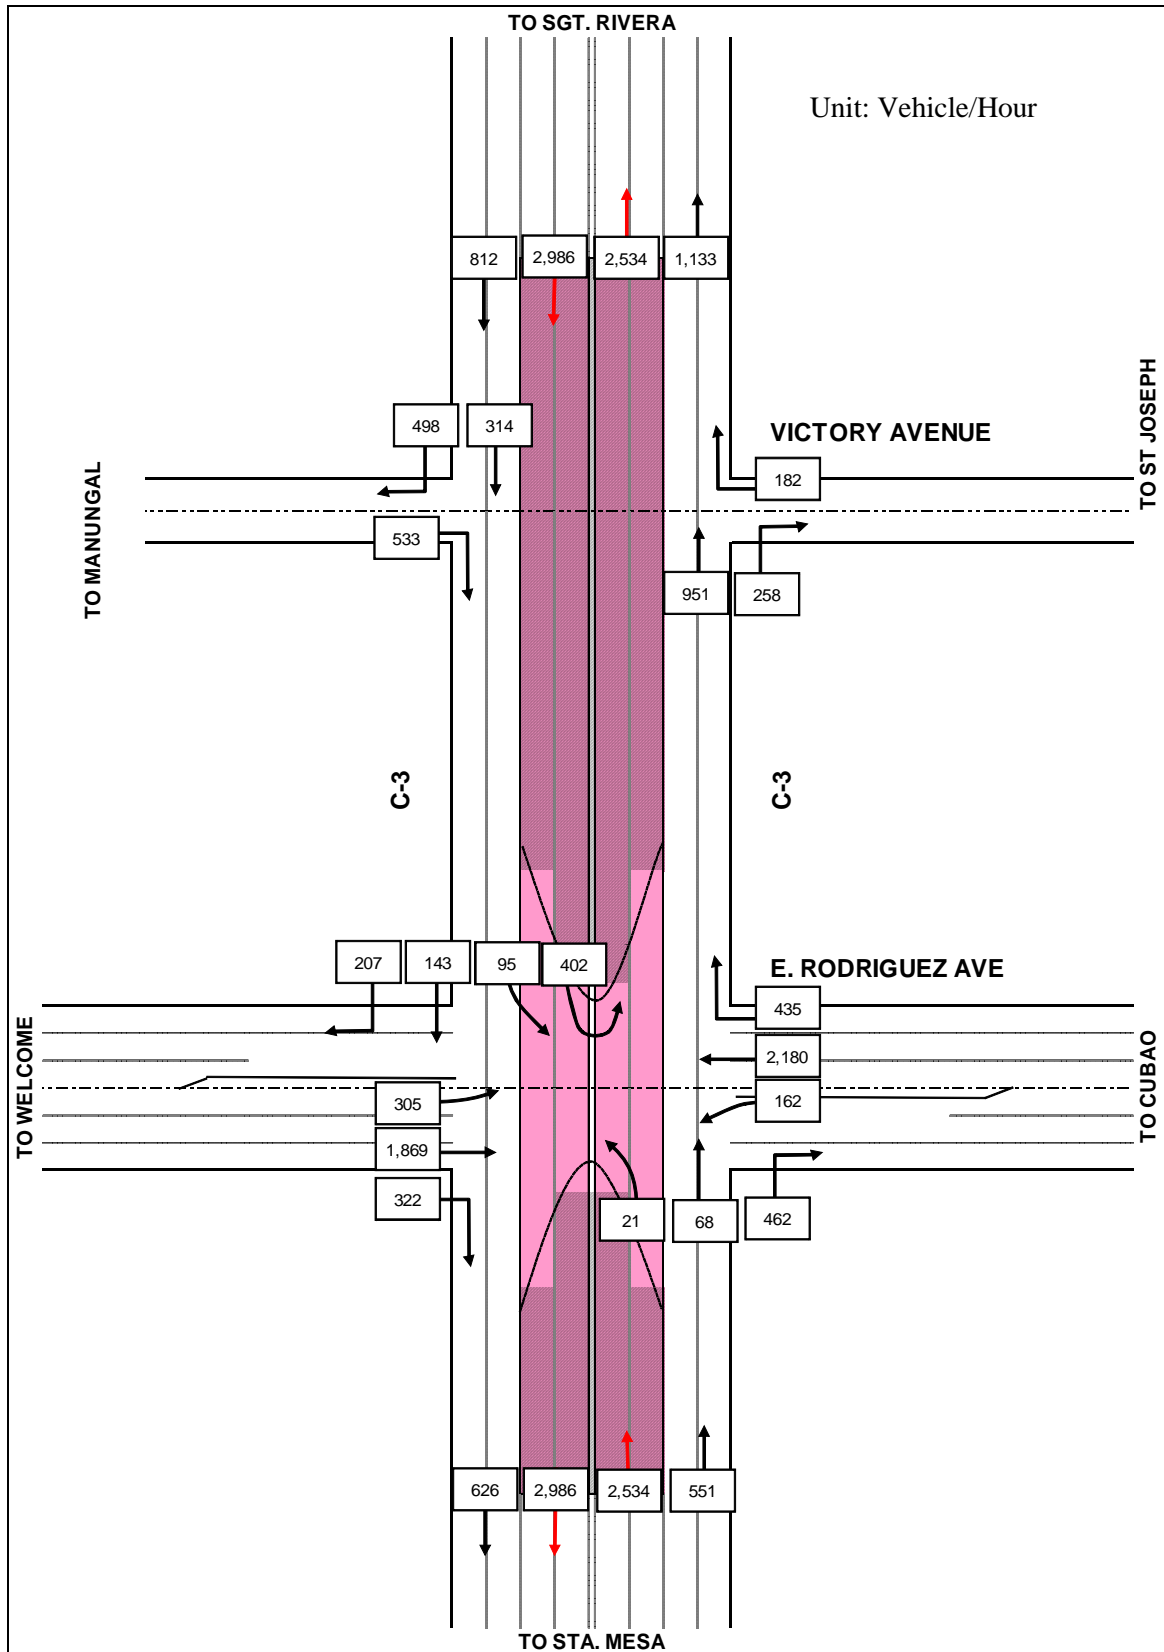 TO SGT. RIVERA
Unit: Vehicle/Hour
812
2,986
2,534
1,133
498
314
VICTORY AVENUE
182
TO ST JOSEPH
TO MANUNGAL
533
951
258
C-3
C-3
207
143
95
402
E. RODRIGUEZ AVE
435
2,180
162
TO WELCOME
TO CUBAO
305
1,869
322
21
68
462
626
2,986
2,534
551
TO STA. MESA